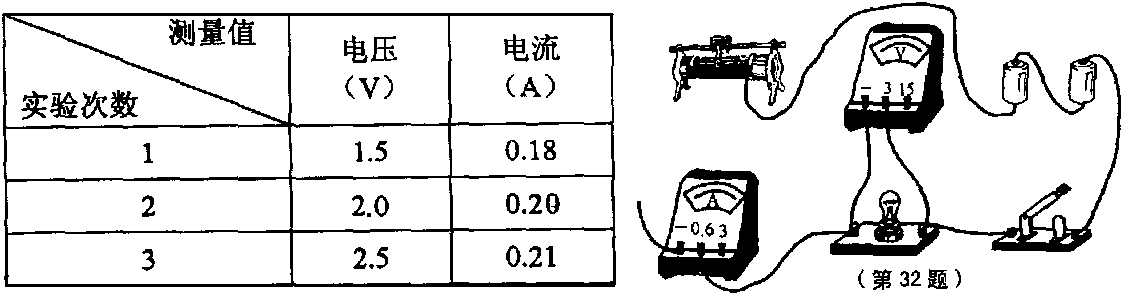 测量值
实验次数
电压
（V）
电流
（A）
1 1.5 0.18
2 2.0 0.20
3 2.5 0.21
V
− 3 15
A
−0.6 3
（第32题）